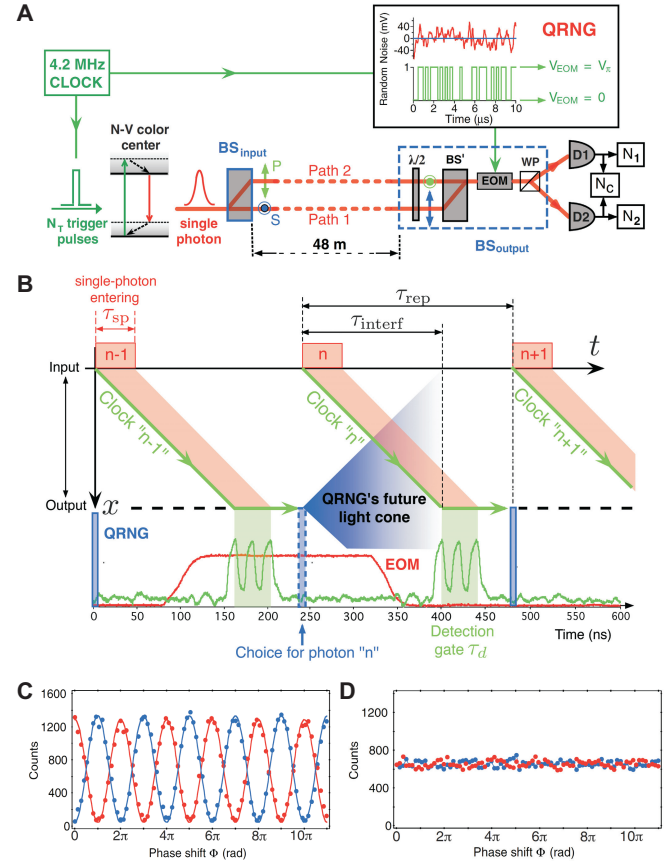 A
4.2 MHz
CLOCK
Random Noise (mV)
40
0
-40
1
0
QRNG
V_EOM = V_π
V_EOM = 0
0 2 4 6 8 10
Time (μs)
N-V color
center
N_T trigger
pulses
single
photon
BS_input
P
S
Path 2
Path 1
48 m
λ/2
BS'
EOM
WP
BS_output
D1
D2
N_1
N_C
N_2
B
single-photon
entering
τ_sp
τ_rep
τ_interf
n-1
n
n+1
t
Input
Clock "n-1"
Clock "n"
Clock "n+1"
Output
x
QRNG's future
light cone
QRNG
EOM
0 50 100 150 200 250 300 350 400 450 500 550 600
Time (ns)
Choice for photon "n"
Detection
gate τ_d
C
Counts
1600
1200
800
400
0
0 2π 4π 6π 8π 10π
Phase shift Φ (rad)
D
Counts
1200
800
400
0
0 2π 4π 6π 8π 10π
Phase shift Φ (rad)